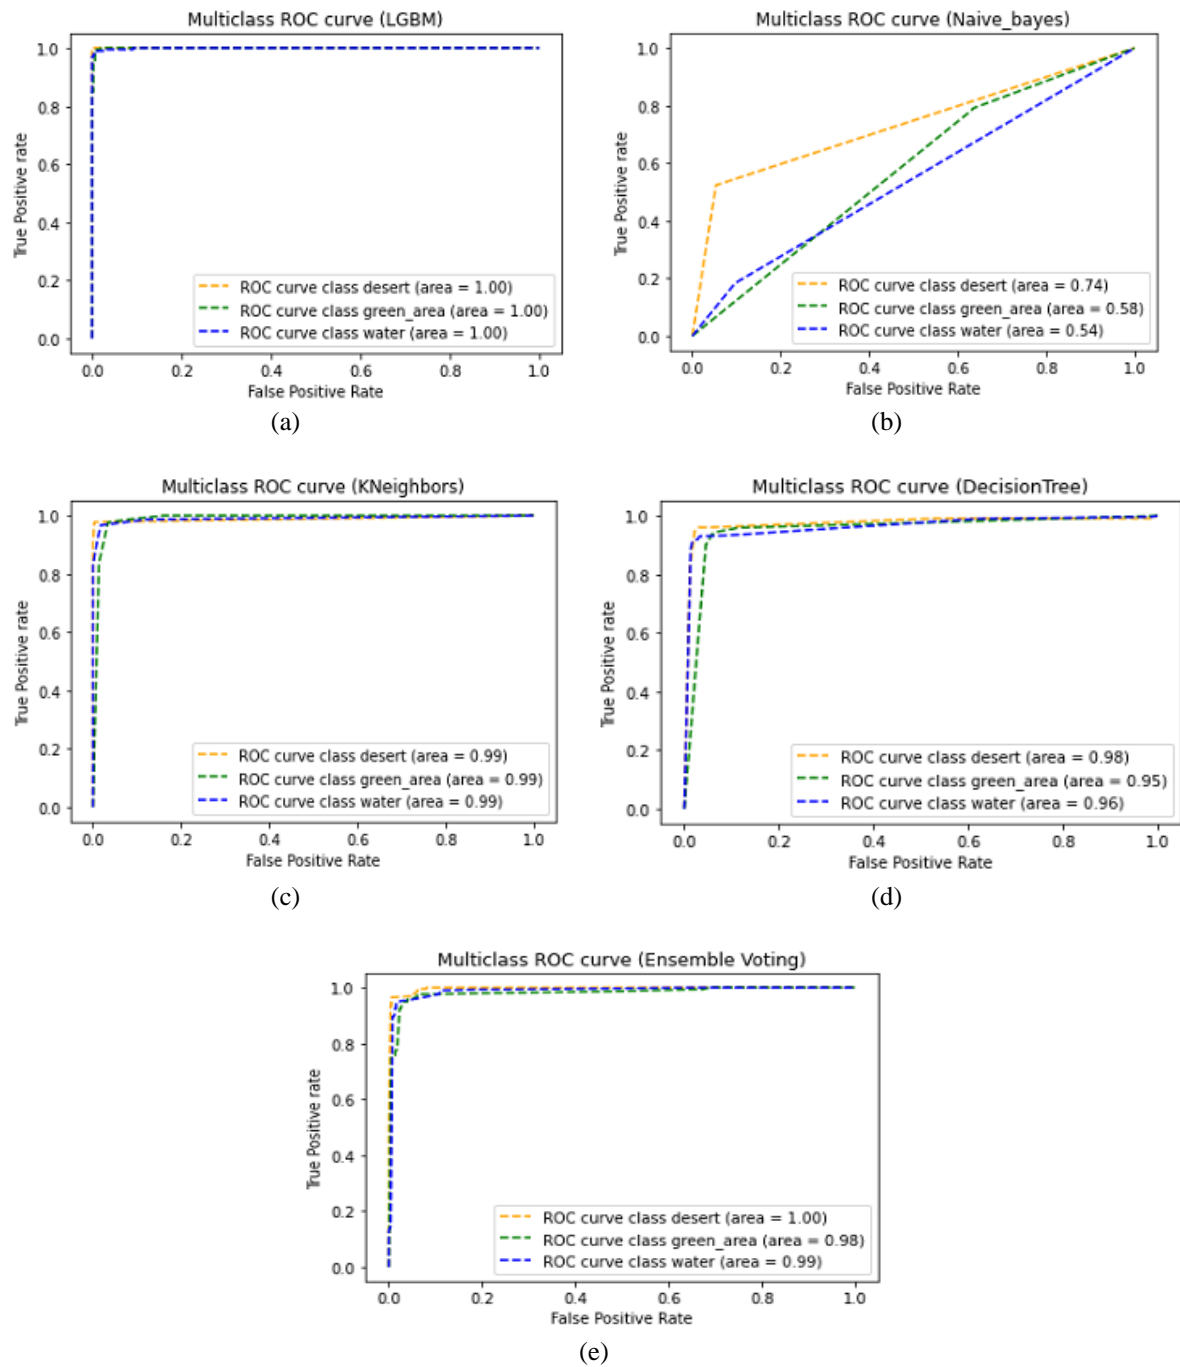 Multiclass ROC curve (LGBM)
1.0
0.8
0.6
0.4
0.2
0.0
True Positive rate
ROC curve class desert (area = 1.00)
ROC curve class green_area (area = 1.00)
ROC curve class water (area = 1.00)
0.0 0.2 0.4 0.6 0.8 1.0
False Positive Rate
(a)
Multiclass ROC curve (Naive_bayes)
1.0
0.8
0.6
0.4
0.2
0.0
True Positive rate
ROC curve class desert (area = 0.74)
ROC curve class green_area (area = 0.58)
ROC curve class water (area = 0.54)
0.0 0.2 0.4 0.6 0.8 1.0
False Positive Rate
(b)
Multiclass ROC curve (KNeighbors)
1.0
0.8
0.6
0.4
0.2
0.0
True Positive rate
ROC curve class desert (area = 0.99)
ROC curve class green_area (area = 0.99)
ROC curve class water (area = 0.99)
0.0 0.2 0.4 0.6 0.8 1.0
False Positive Rate
(c)
Multiclass ROC curve (DecisionTree)
1.0
0.8
0.6
0.4
0.2
0.0
True Positive rate
ROC curve class desert (area = 0.98)
ROC curve class green_area (area = 0.95)
ROC curve class water (area = 0.96)
0.0 0.2 0.4 0.6 0.8 1.0
False Positive Rate
(d)
Multiclass ROC curve (Ensemble Voting)
1.0
0.8
0.6
0.4
0.2
0.0
True Positive rate
ROC curve class desert (area = 1.00)
ROC curve class green_area (area = 0.98)
ROC curve class water (area = 0.99)
0.0 0.2 0.4 0.6 0.8 1.0
False Positive Rate
(e)